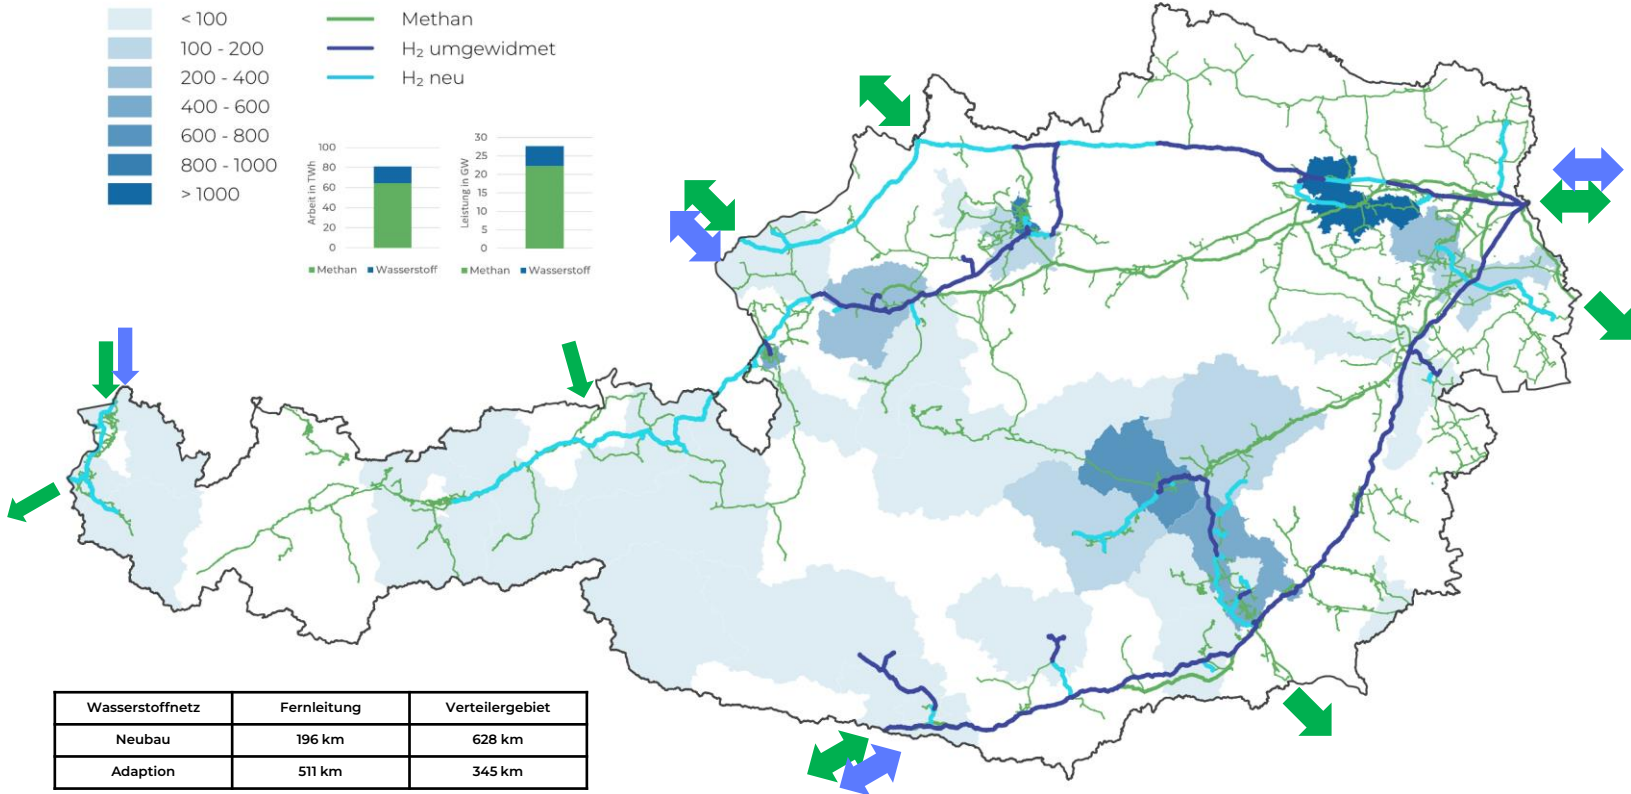 < 100
100 - 200
200 - 400
400 - 600
600 - 800
800 - 1000
> 1000
Methan
H₂ umgewidmet
H₂ neu
Arbeit in TWh
100
80
60
40
20
0
Methan Wasserstoff
Leistung in GW
30
25
20
15
10
5
0
Methan Wasserstoff
Wasserstoffnetz Fernleitung Verteilergebiet
Neubau 196 km 628 km
Adaption 511 km 345 km